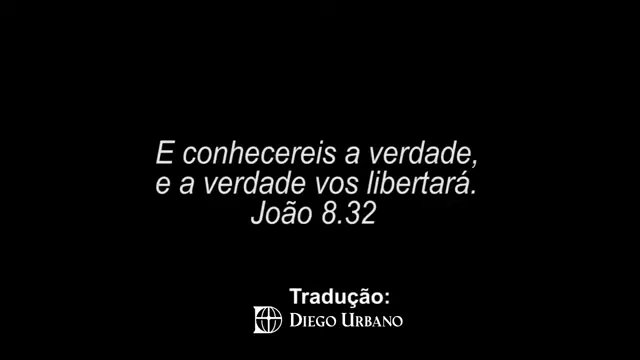 E conhecereis a verdade,
e a verdade vos libertará.
João 8.32
Tradução:
DIEGO URBANO